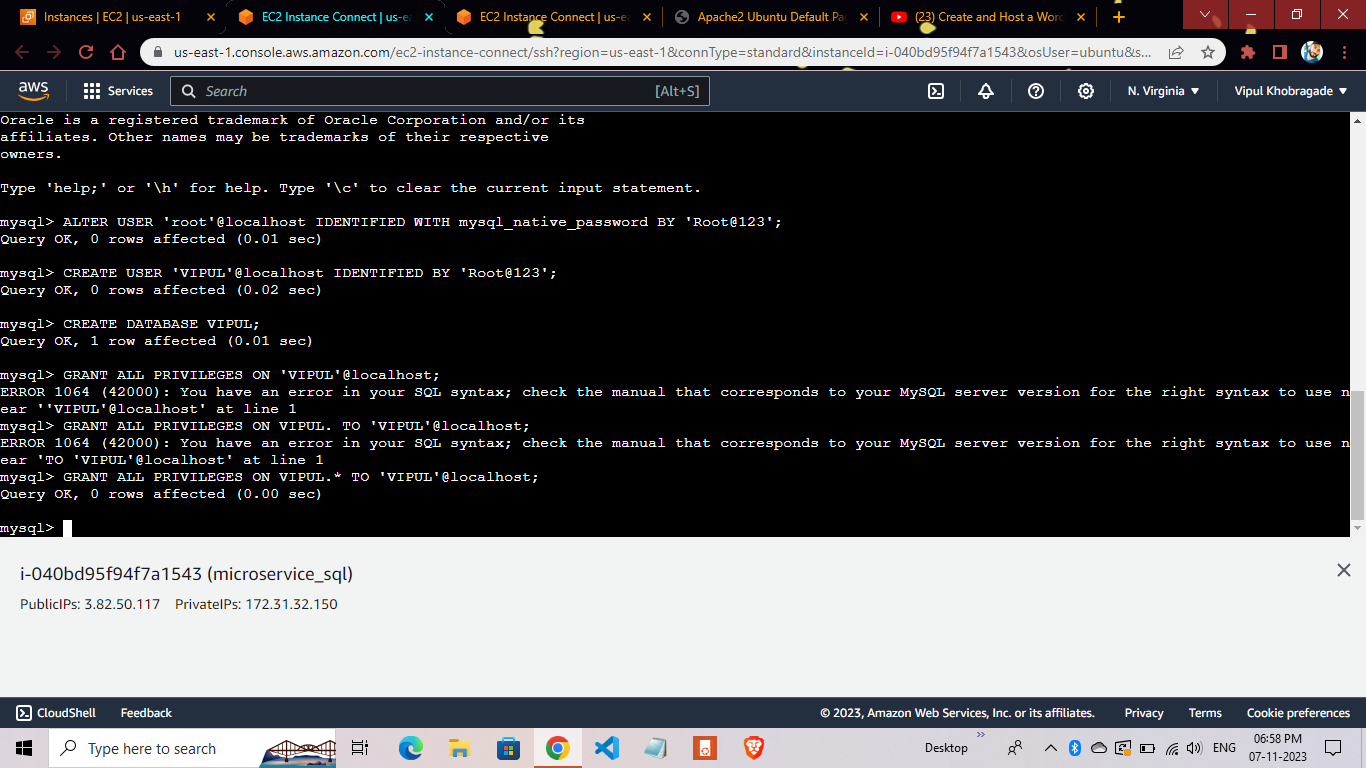 Instances | EC2 | us-east-1
EC2 Instance Connect | us-ea
EC2 Instance Connect | us-ea
Apache2 Ubuntu Default Pa
(23) Create and Host a Word
us-east-1.console.aws.amazon.com/ec2-instance-connect/ssh?region=us-east-1&connType=standard&instanceId=i-040bd95f94f7a1543&osUser=ubuntu&s...
aws
Services
Search
[Alt+S]
N. Virginia
Vipul Khobragade
Oracle is a registered trademark of Oracle Corporation and/or its
affiliates. Other names may be trademarks of their respective
owners.
Type 'help;' or '\h' for help. Type '\c' to clear the current input statement.
mysql> ALTER USER 'root'@localhost IDENTIFIED WITH mysql_native_password BY 'Root@123';
Query OK, 0 rows affected (0.01 sec)
mysql> CREATE USER 'VIPUL'@localhost IDENTIFIED BY 'Root@123';
Query OK, 0 rows affected (0.02 sec)
mysql> CREATE DATABASE VIPUL;
Query OK, 1 row affected (0.01 sec)
mysql> GRANT ALL PRIVILEGES ON 'VIPUL'@localhost;
ERROR 1064 (42000): You have an error in your SQL syntax; check the manual that corresponds to your MySQL server version for the right syntax to use n
ear ''VIPUL'@localhost' at line 1
mysql> GRANT ALL PRIVILEGES ON VIPUL. TO 'VIPUL'@localhost;
ERROR 1064 (42000): You have an error in your SQL syntax; check the manual that corresponds to your MySQL server version for the right syntax to use n
ear 'TO 'VIPUL'@localhost' at line 1
mysql> GRANT ALL PRIVILEGES ON VIPUL.* TO 'VIPUL'@localhost;
Query OK, 0 rows affected (0.00 sec)
mysql>
i-040bd95f94f7a1543 (microservice_sql)
PublicIPs: 3.82.50.117 PrivateIPs: 172.31.32.150
CloudShell
Feedback
© 2023, Amazon Web Services, Inc. or its affiliates.
Privacy
Terms
Cookie preferences
Type here to search
Desktop
ENG
06:58 PM
07-11-2023